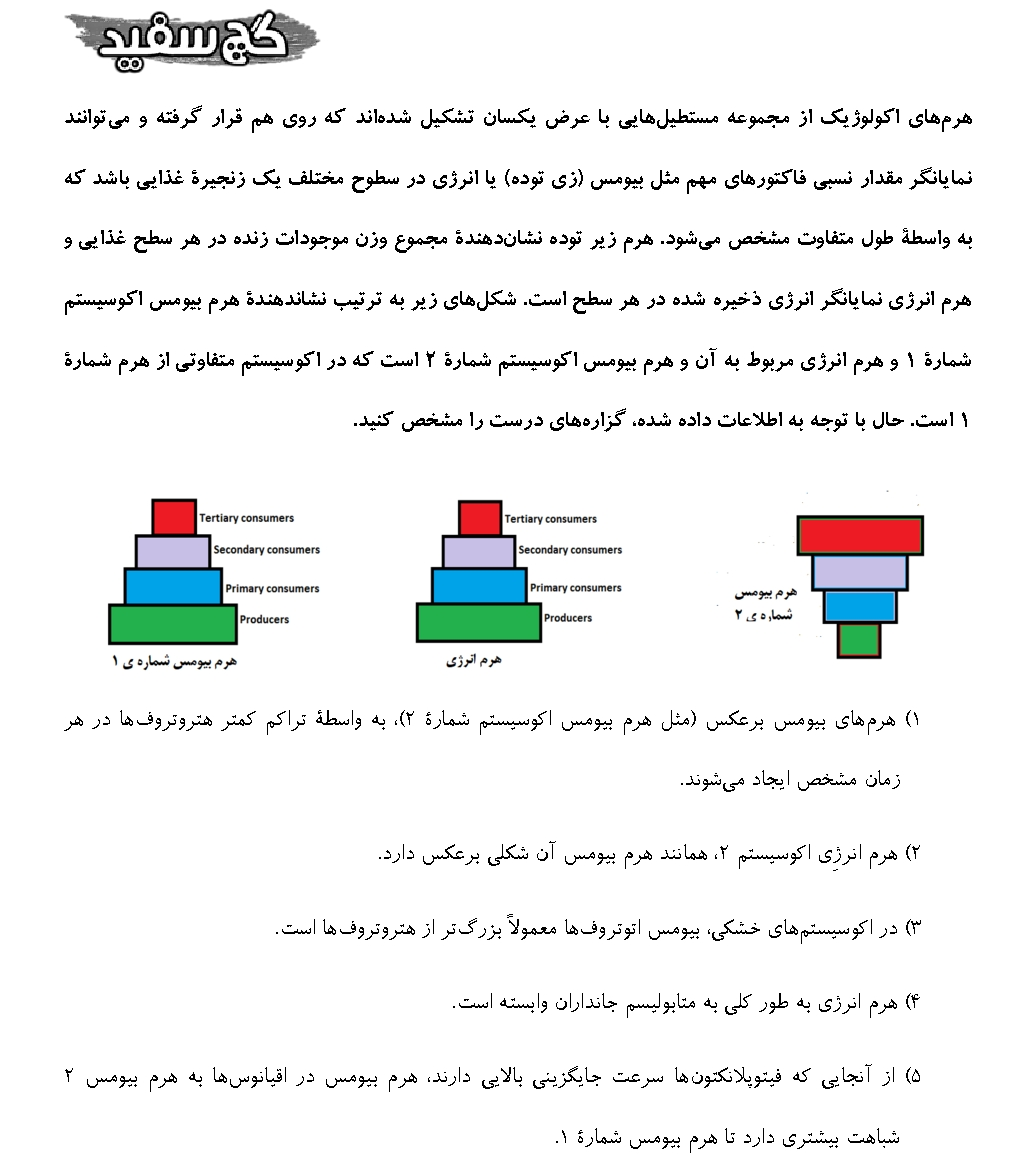 گچ سفید
هرم‌های اکولوژیک از مجموعه مستطیل‌هایی با عرض یکسان تشکیل شده‌اند که روی هم قرار گرفته و می‌توانند
نمایانگر مقدار نسبی فاکتورهای مهم مثل بیومس (زی توده) یا انرژی در سطوح مختلف یک زنجیرهٔ غذایی باشد که
به واسطهٔ طول متفاوت مشخص می‌شود. هرم زیر توده نشان‌دهندهٔ مجموع وزن موجودات زنده در هر سطح غذایی و
هرم انرژی نمایانگر انرژی ذخیره شده در هر سطح است. شکل‌های زیر به ترتیب نشاندهندهٔ هرم بیومس اکوسیستم
شمارهٔ ۱ و هرم انرژی مربوط به آن و هرم بیومس اکوسیستم شمارهٔ ۲ است که در اکوسیستم متفاوتی از هرم شمارهٔ
۱ است. حال با توجه به اطلاعات داده شده، گزاره‌های درست را مشخص کنید.
Tertiary consumers
Secondary consumers
Primary consumers
Producers
هرم بیومس شماره ی ۱
Tertiary consumers
Secondary consumers
Primary consumers
Producers
هرم انرژی
هرم بیومس
شماره ی ۲
۱) هرم‌های بیومس برعکس (مثل هرم بیومس اکوسیستم شمارهٔ ۲)، به واسطهٔ تراکم کمتر هتروتروف‌ها در هر
زمان مشخص ایجاد می‌شوند.
۲) هرم انرژِی اکوسیستم ۲، همانند هرم بیومس آن شکلی برعکس دارد.
۳) در اکوسیستم‌های خشکی، بیومس اتوتروف‌ها معمولاً بزرگ‌تر از هتروتروف‌ها است.
۴) هرم انرژی به طور کلی به متابولیسم جانداران وابسته است.
۵) از آنجایی که فیتوپلانکتون‌ها سرعت جایگزینی بالایی دارند، هرم بیومس در اقیانوس‌ها به هرم بیومس ۲
شباهت بیشتری دارد تا هرم بیومس شمارهٔ ۱.